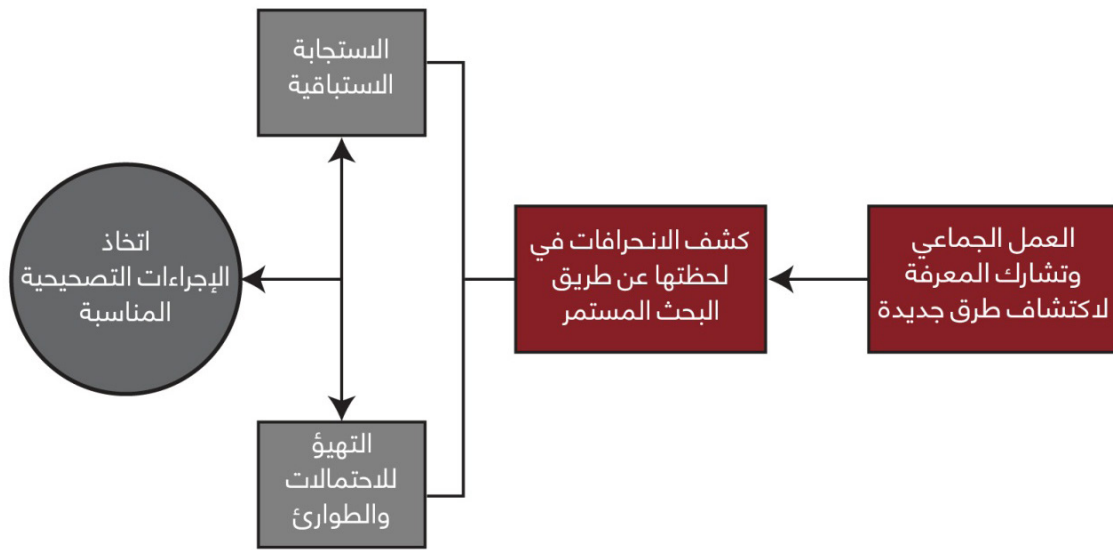 العمل الجماعي
وتشارك المعرفة
لاكتشاف طرق جديدة
كشف الانحرافات في
لحظتها عن طريق
البحث المستمر
الاستجابة
الاستباقية
التهيؤ
للاحتمالات
والطوارئ
اتخاذ
الإجراءات التصحيحية
المناسبة